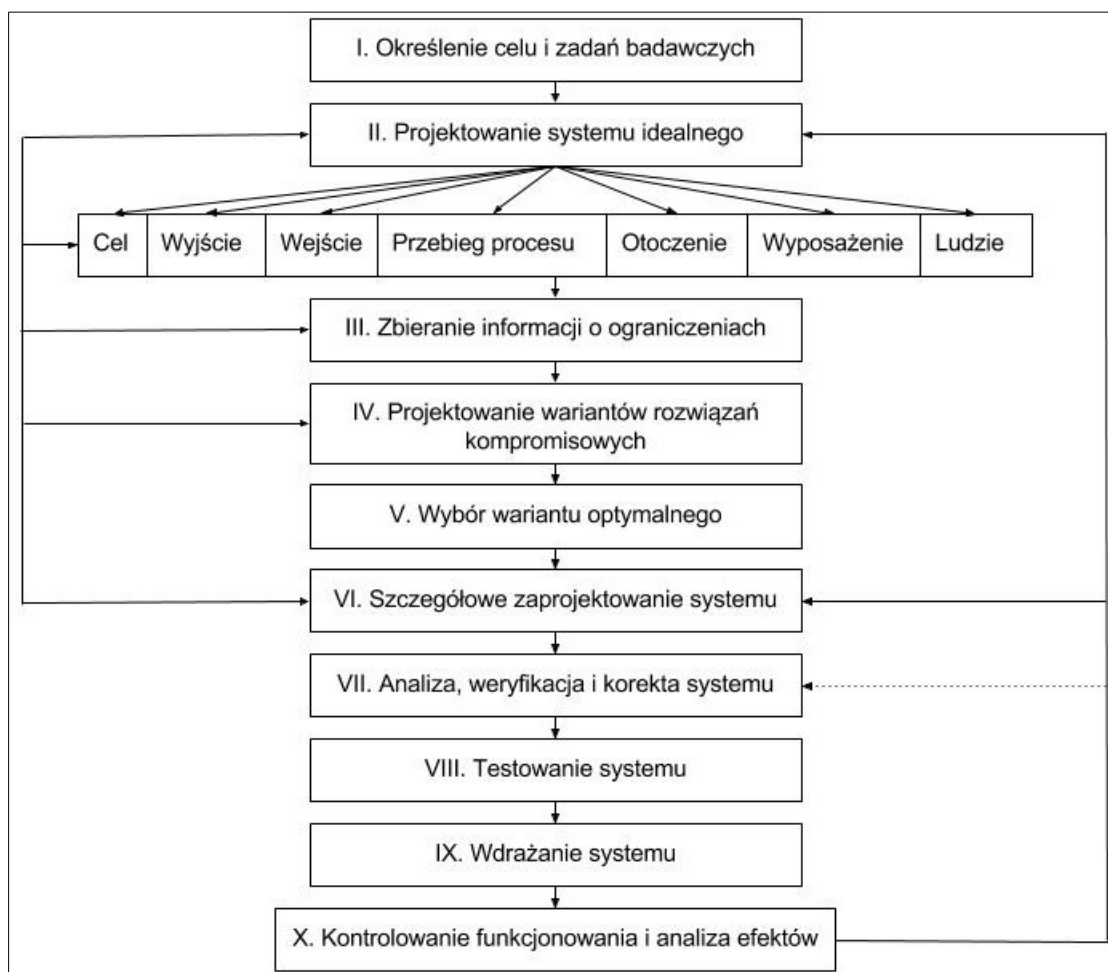 I. Określenie celu i zadań badawczych
II. Projektowanie systemu idealnego
Cel Wyjście Wejście Przebieg procesu Otoczenie Wyposażenie Ludzie
III. Zbieranie informacji o ograniczeniach
IV. Projektowanie wariantów rozwiązań
kompromisowych
V. Wybór wariantu optymalnego
VI. Szczegółowe zaprojektowanie systemu
VII. Analiza, weryfikacja i korekta systemu
VIII. Testowanie systemu
IX. Wdrażanie systemu
X. Kontrolowanie funkcjonowania i analiza efektów